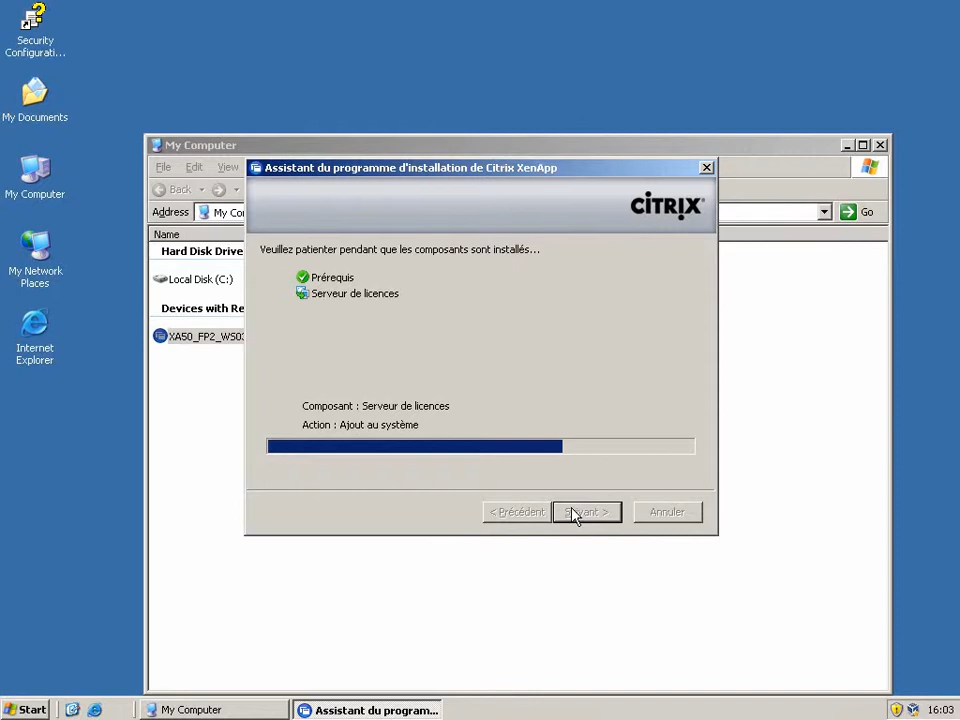 Security
Configurati...
My Documents
My Computer
My Network
Places
Internet
Explorer
My Computer
File Edit View
Back
Address My Co
Go
Name
Hard Disk Drive
Local Disk (C:)
Devices with Re
XA50_FP2_WS03
Assistant du programme d'installation de Citrix XenApp
CITRIX
Veuillez patienter pendant que les composants sont installés...
Prérequis
Serveur de licences
Composant : Serveur de licences
Action : Ajout au système
< Précédent
Suivant >
Annuler
Start
My Computer
Assistant du program...
16:03